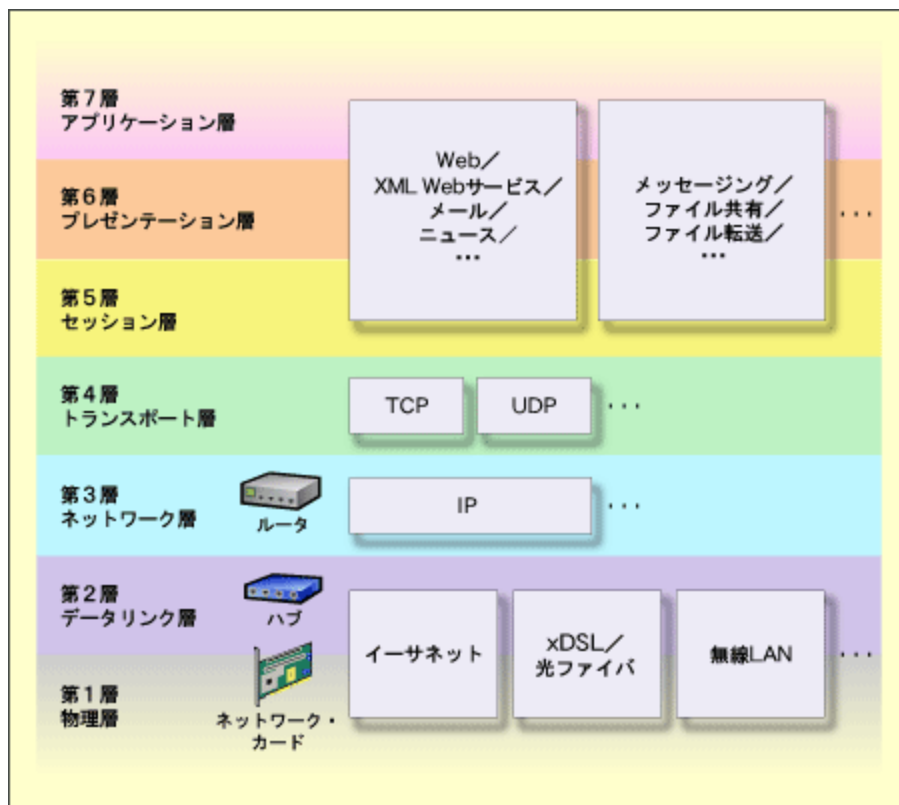 第７層
アプリケーション層
Web／
XML Webサービス／
メール／
ニュース／
…
メッセージング／
ファイル共有／
ファイル転送／
…
第６層
プレゼンテーション層
…
第５層
セッション層
第４層
トランスポート層
TCP
UDP
…
第３層
ネットワーク層
ルータ
IP
…
第２層
データリンク層
ハブ
イーサネット
xDSL／
光ファイバ
無線LAN
…
第１層
物理層
ネットワーク・
カード